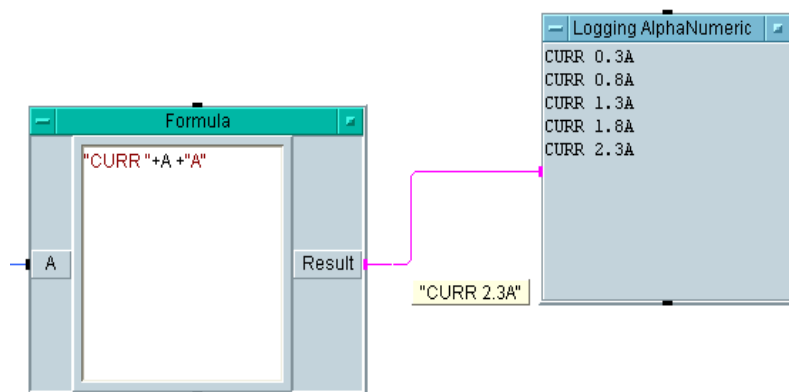 Logging AlphaNumeric
CURR 0.3A
CURR 0.8A
CURR 1.3A
CURR 1.8A
CURR 2.3A
Formula
"CURR "+A +"A"
A
Result
"CURR 2.3A"